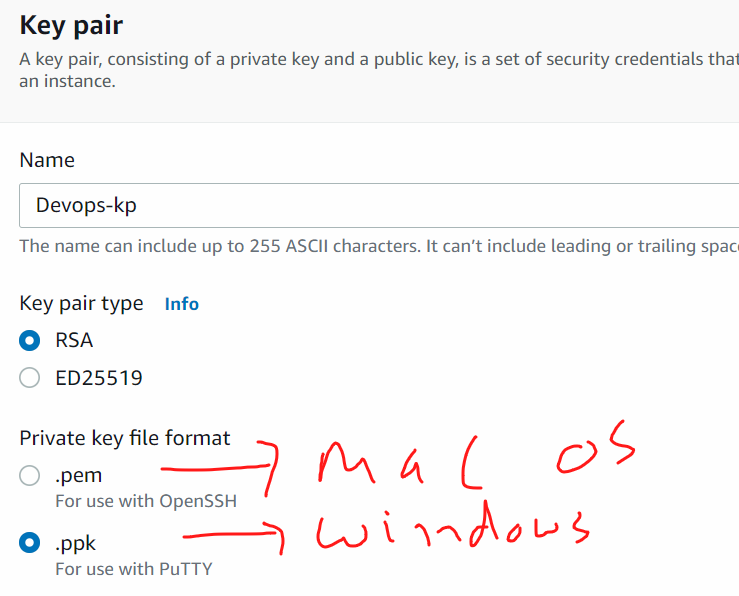 Key pair
A key pair, consisting of a private key and a public key, is a set of security credentials that
an instance.
Name
Devops-kp
The name can include up to 255 ASCII characters. It can't include leading or trailing spac
Key pair type Info
RSA
ED25519
Private key file format
.pem Mac OS
For use with OpenSSH
.ppk windows
For use with PuTTY